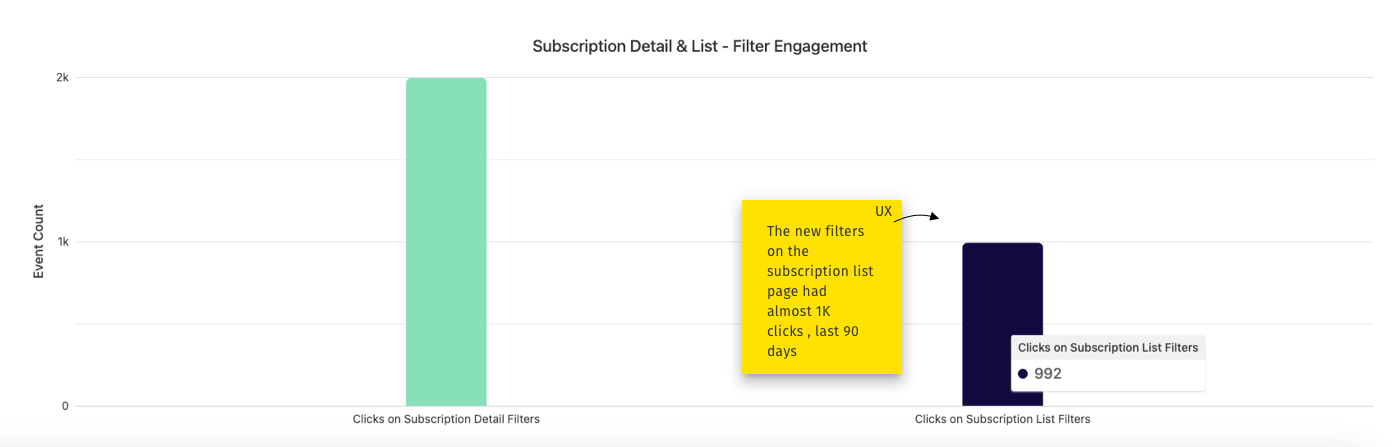 Subscription Detail & List - Filter Engagement
Event Count
2k
1k
0
UX
The new filters
on the
subscription list
page had
almost 1K
clicks , last 90
days
Clicks on Subscription List Filters
992
Clicks on Subscription Detail Filters
Clicks on Subscription List Filters